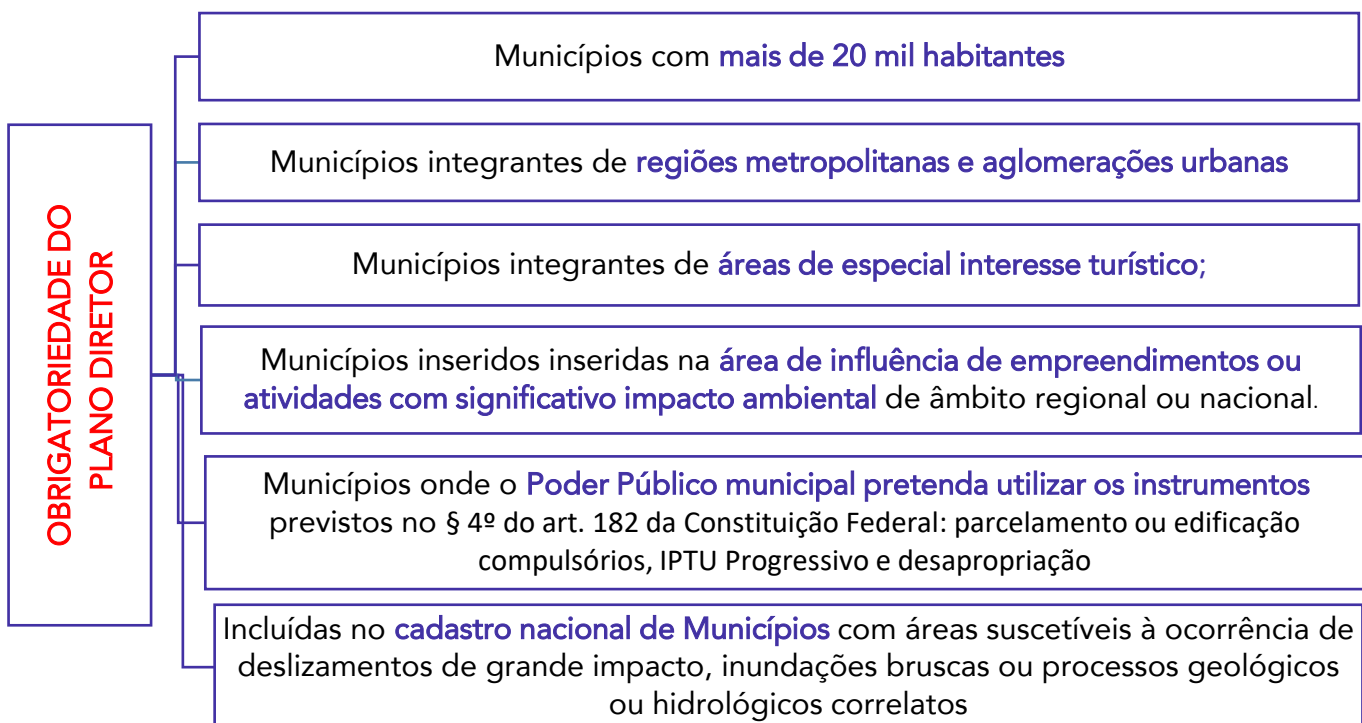 OBRIGATORIEDADE DO
PLANO DIRETOR
Municípios com mais de 20 mil habitantes
Municípios integrantes de regiões metropolitanas e aglomerações urbanas
Municípios integrantes de áreas de especial interesse turístico;
Municípios inseridos inseridas na área de influência de empreendimentos ou
atividades com significativo impacto ambiental de âmbito regional ou nacional.
Municípios onde o Poder Público municipal pretenda utilizar os instrumentos
previstos no § 4º do art. 182 da Constituição Federal: parcelamento ou edificação
compulsórios, IPTU Progressivo e desapropriação
Incluídas no cadastro nacional de Municípios com áreas suscetíveis à ocorrência de
deslizamentos de grande impacto, inundações bruscas ou processos geológicos
ou hidrológicos correlatos